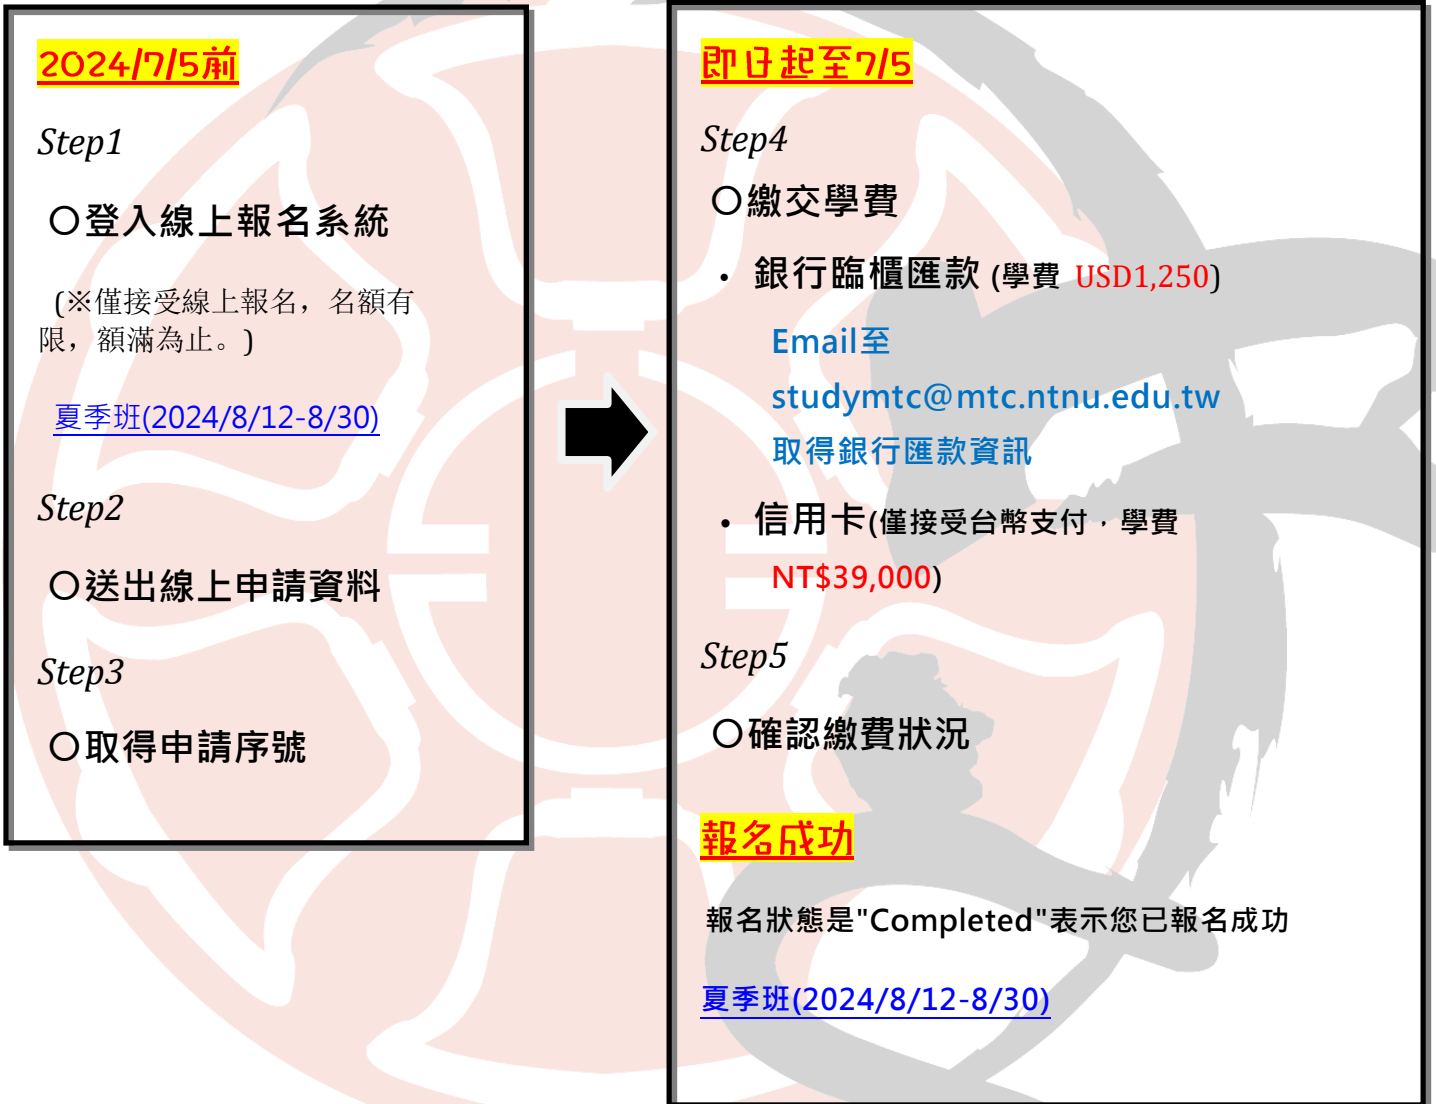 2024/7/5前
Step1
〇登入線上報名系統
(※僅接受線上報名，名額有
限，額滿為止。)
夏季班(2024/8/12-8/30)
Step2
〇送出線上申請資料
Step3
〇取得申請序號
即日起至7/5
Step4
〇繳交學費
• 銀行臨櫃匯款 (學費 USD1,250)
Email至
studymtc@mtc.ntnu.edu.tw
取得銀行匯款資訊
• 信用卡(僅接受台幣支付，學費
NT$39,000)
Step5
〇確認繳費狀況
報名成功
報名狀態是"Completed"表示您已報名成功
夏季班(2024/8/12-8/30)